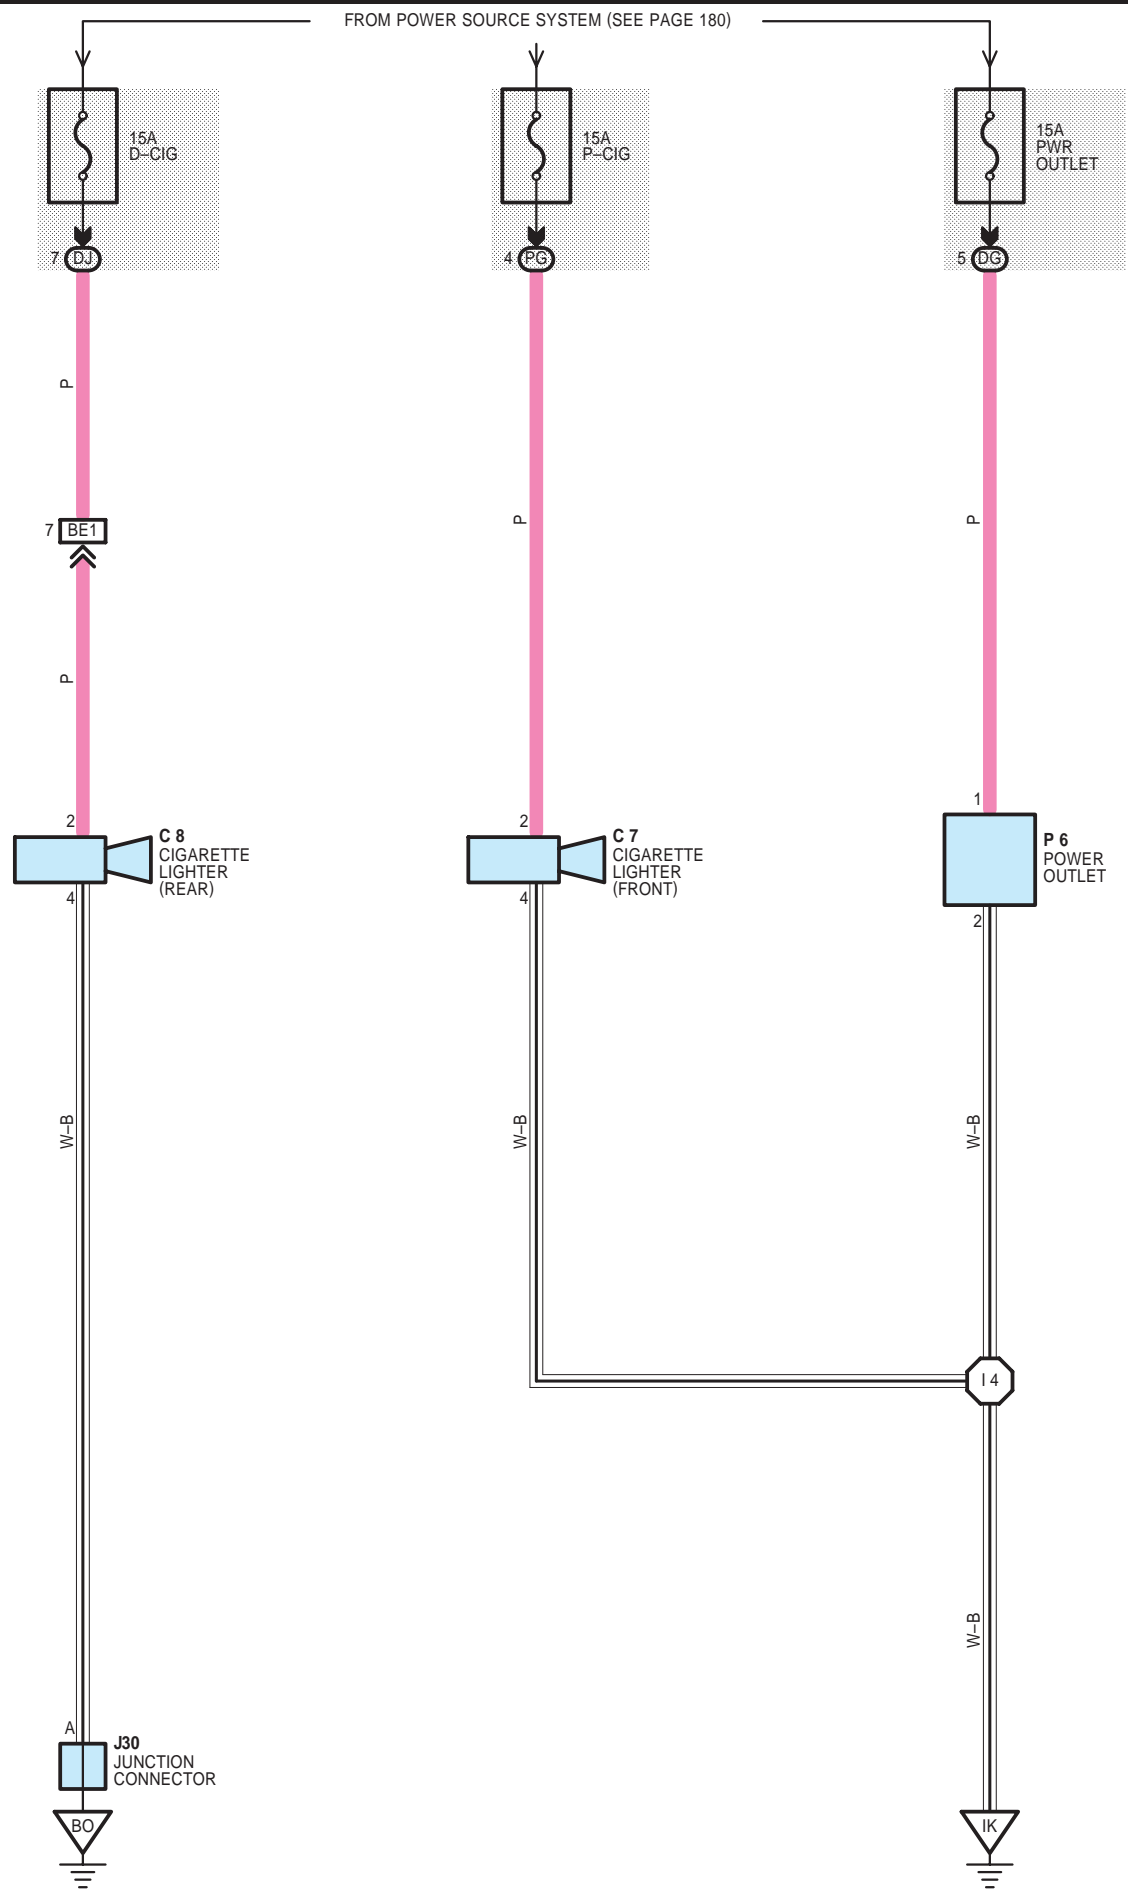 FROM POWER SOURCE SYSTEM (SEE PAGE 180)
15A
D–CIG
15A
P–CIG
15A
PWR
OUTLET
7 DJ
4 PG
5 DG
P
7 BE1
P
P
P
2
C 8
CIGARETTE
LIGHTER
(REAR)
4
2
C 7
CIGARETTE
LIGHTER
(FRONT)
4
1
P 6
POWER
OUTLET
2
W–B
W–B
W–B
I 4
W–B
A
J30
JUNCTION
CONNECTOR
BO
IK